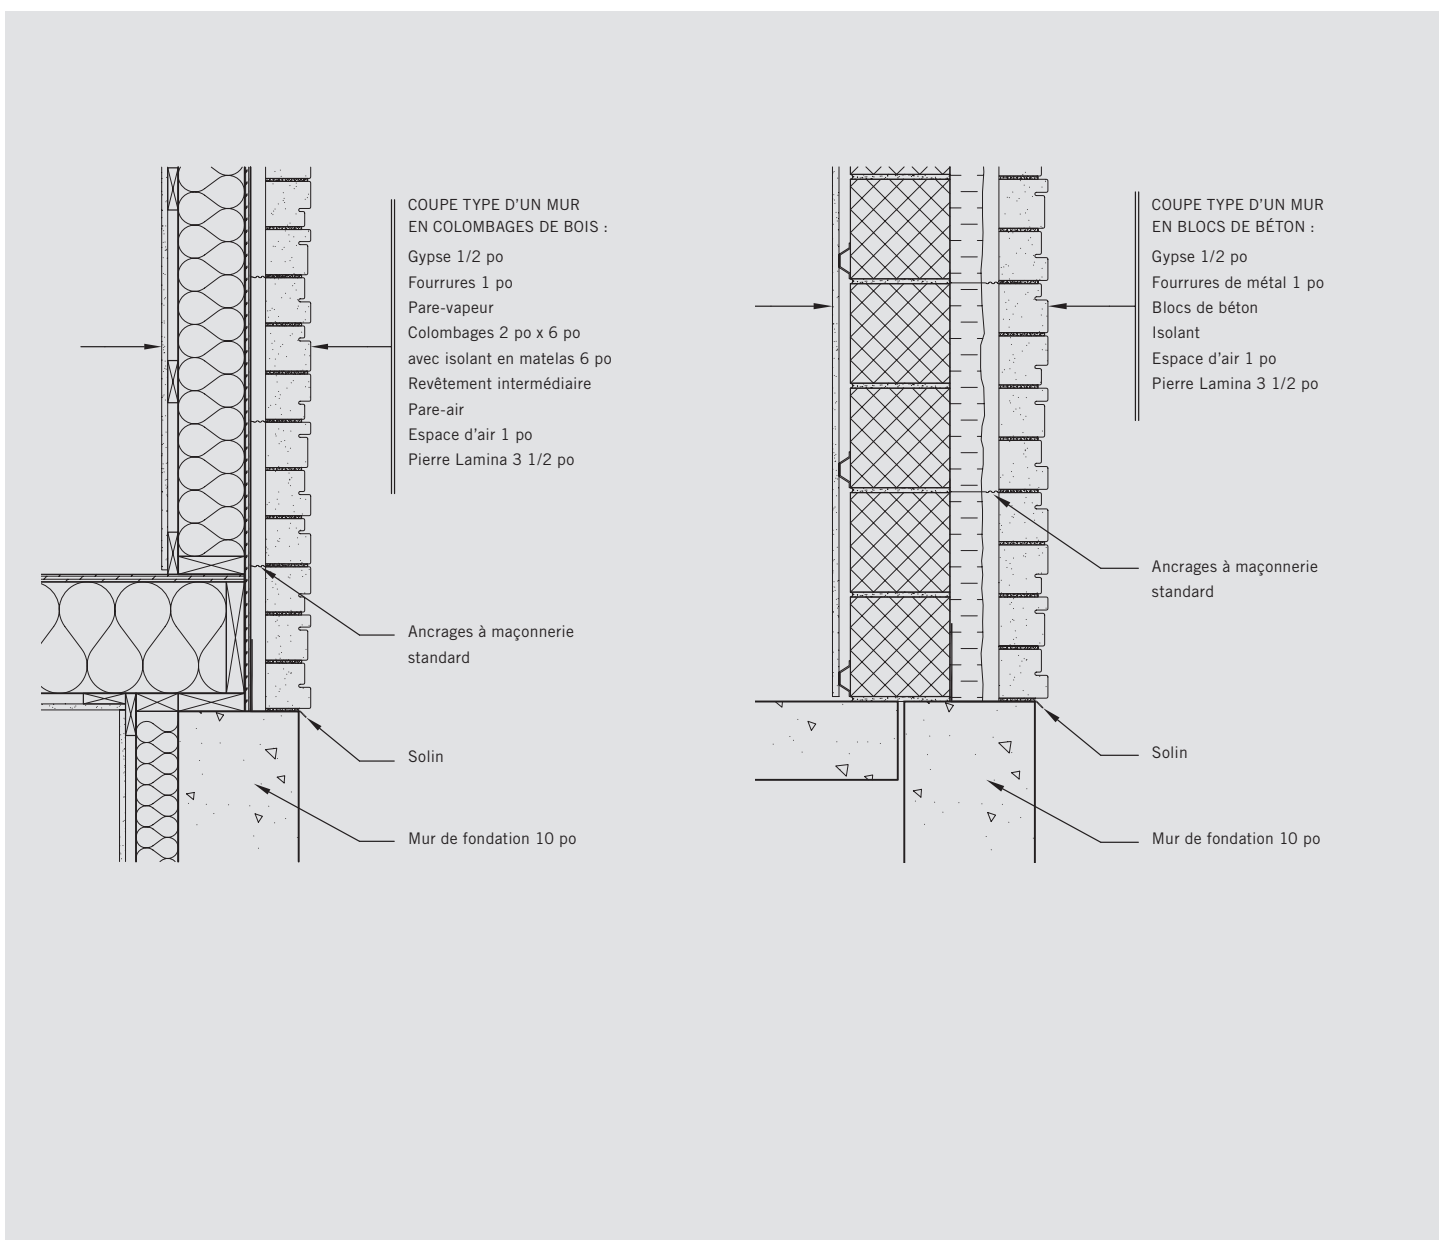 COUPE TYPE D'UN MUR
EN COLOMBAGES DE BOIS :
Gypse 1/2 po
Fourrures 1 po
Pare-vapeur
Colombages 2 po x 6 po
avec isolant en matelas 6 po
Revêtement intermédiaire
Pare-air
Espace d'air 1 po
Pierre Lamina 3 1/2 po
Ancrages à maçonnerie
standard
Solin
Mur de fondation 10 po
COUPE TYPE D'UN MUR
EN BLOCS DE BÉTON :
Gypse 1/2 po
Fourrures de métal 1 po
Blocs de béton
Isolant
Espace d'air 1 po
Pierre Lamina 3 1/2 po
Ancrages à maçonnerie
standard
Solin
Mur de fondation 10 po